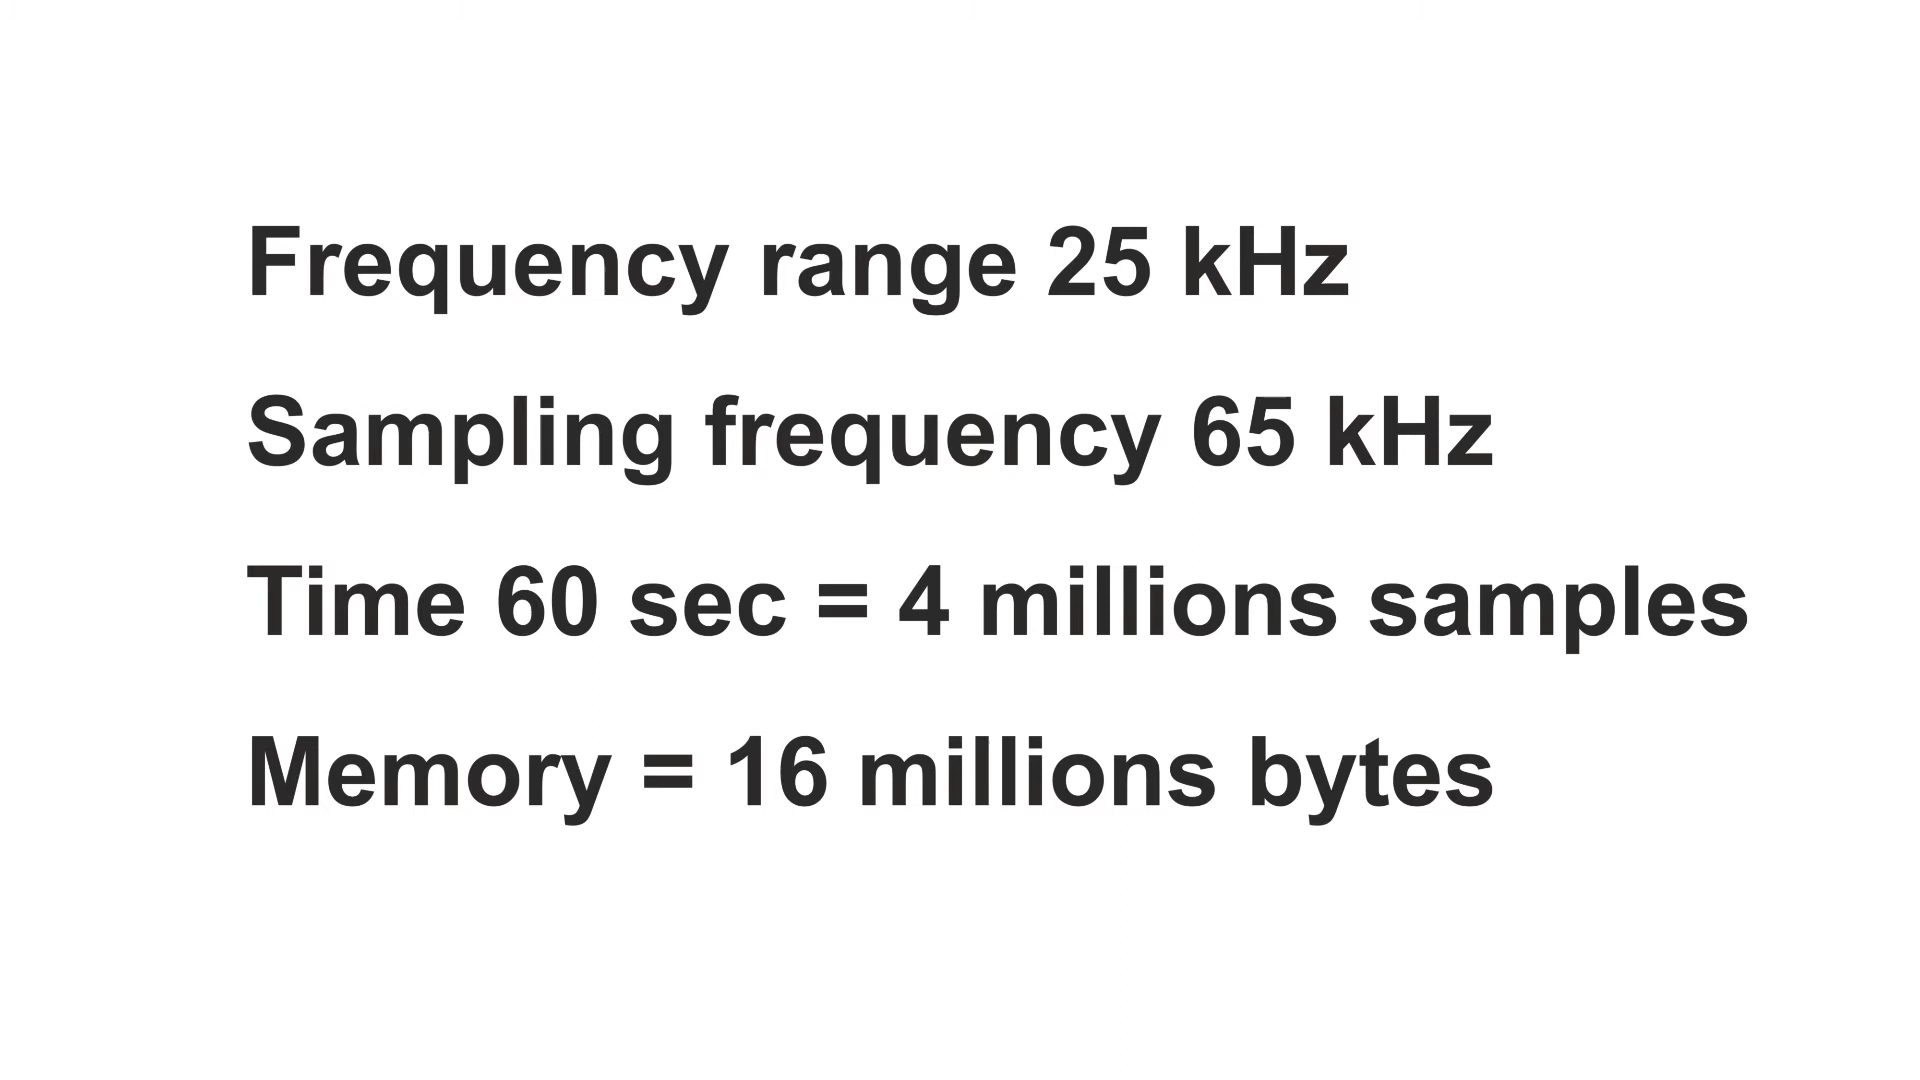 Frequency range 25 kHz
Sampling frequency 65 kHz
Time 60 sec = 4 millions samples
Memory = 16 millions bytes